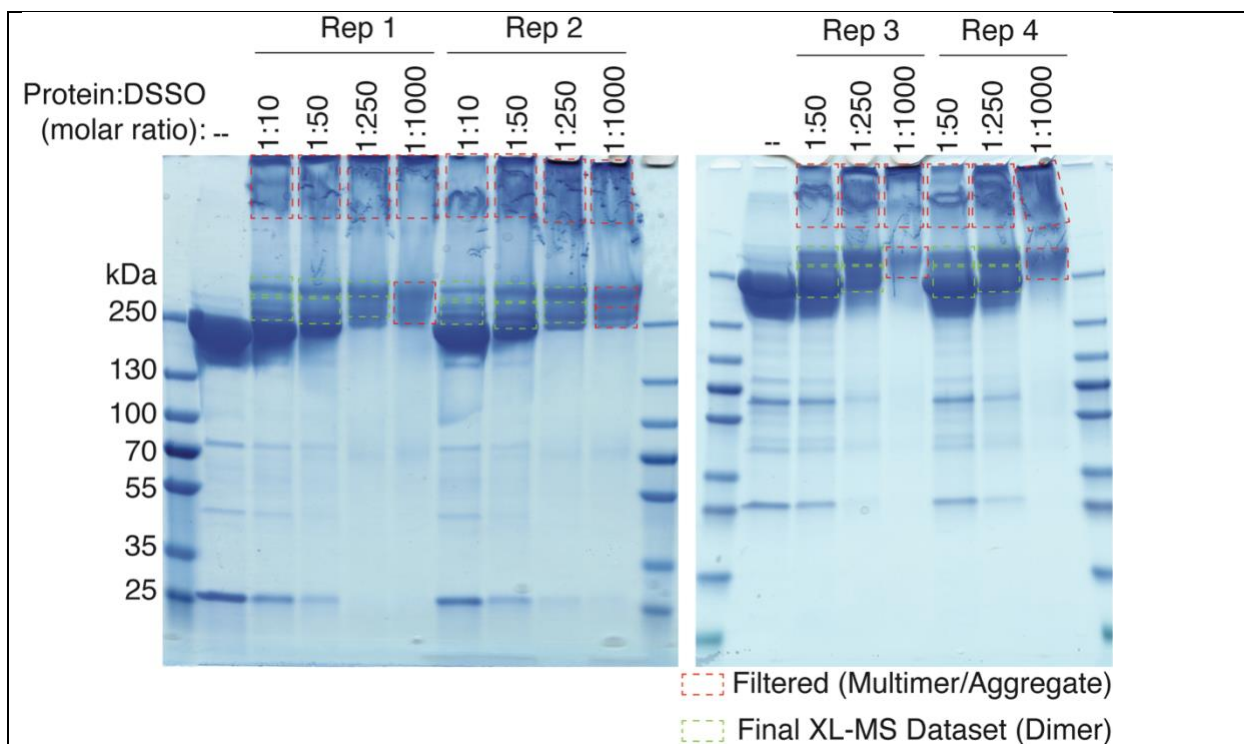 Rep 1 Rep 2 Rep 3 Rep 4
Protein:DSSO
(molar ratio): -- 1:10 1:50 1:250 1:1000 1:10 1:50 1:250 1:1000 -- 1:50 1:250 1:1000 1:50 1:250 1:1000
kDa
250
130
100
70
55
35
25
Filtered (Multimer/Aggregate)
Final XL-MS Dataset (Dimer)